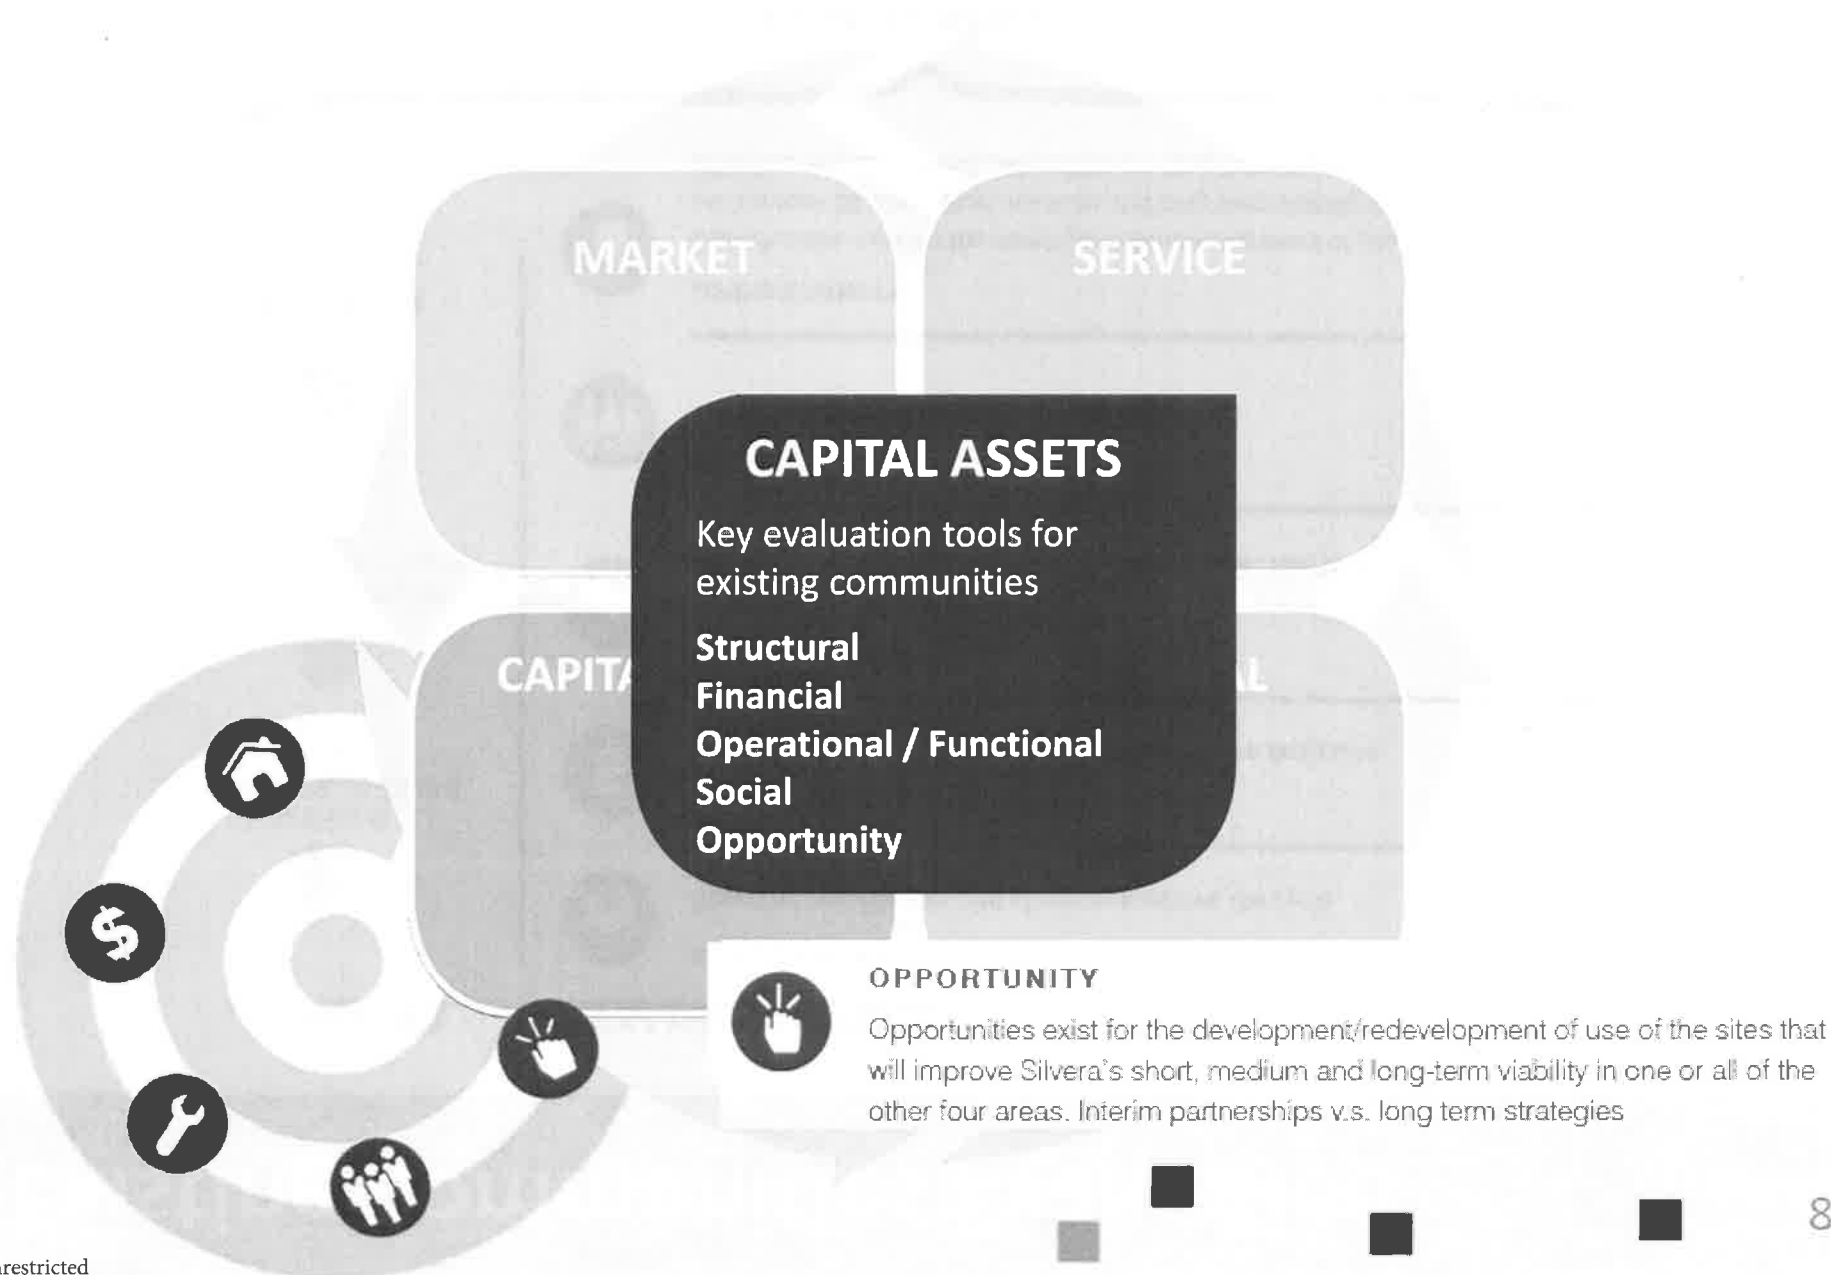 MARKET
SERVICE
CAPITAL ASSETS
Key evaluation tools for
existing communities
Structural
Financial
Operational / Functional
Social
Opportunity
CAPITA
AL
$
OPPORTUNITY
Opportunities exist for the development/redevelopment of use of the sites that
will improve Silvera's short, medium and long-term viability in one or all of the
other four areas. Interim partnerships v.s. long term strategies
8
restricted